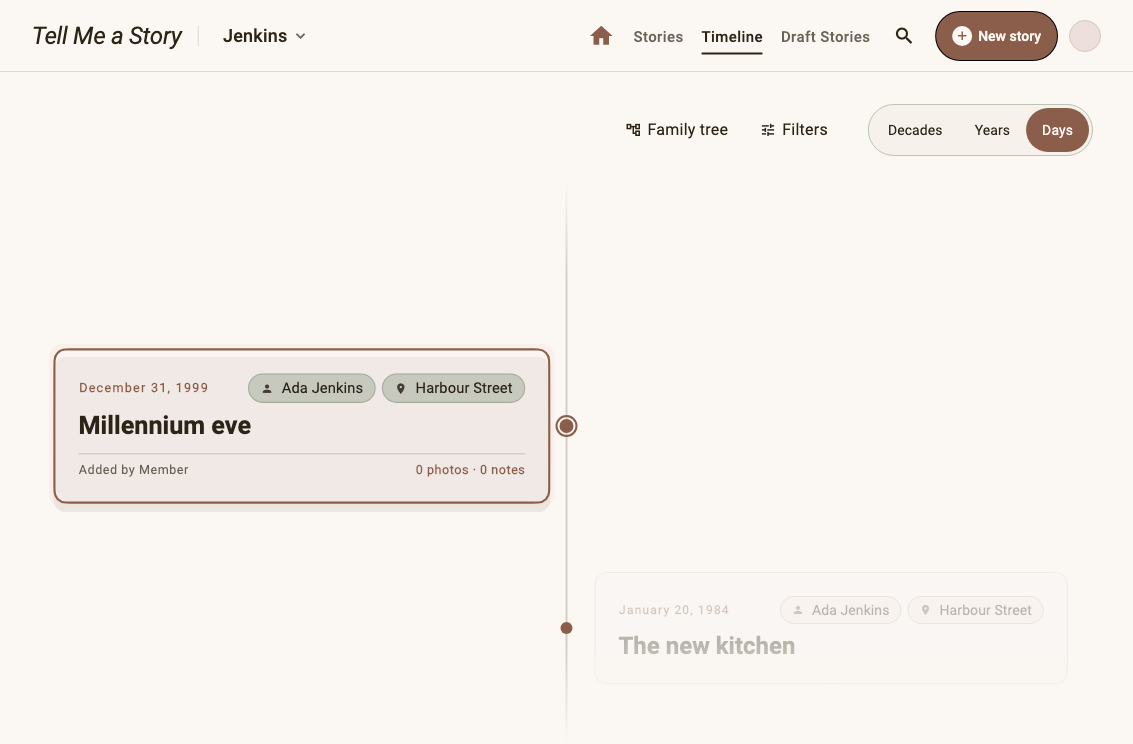 Tell Me a Story
Jenkins
Stories
Timeline
Draft Stories
New story
Family tree
Filters
Decades
Years
Days
December 31, 1999
Ada Jenkins
Harbour Street
Millennium eve
Added by Member
0 photos · 0 notes
January 20, 1984
Ada Jenkins
Harbour Street
The new kitchen